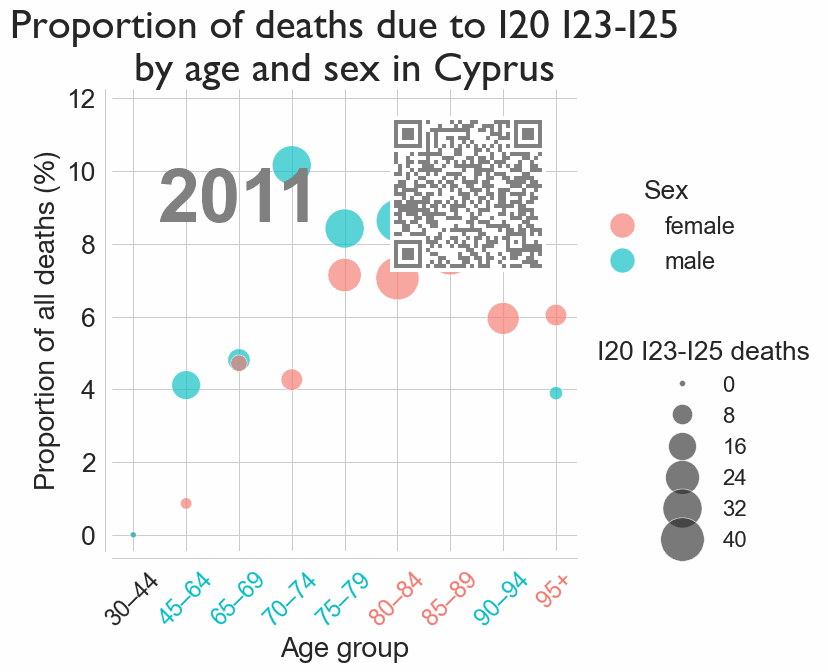 Proportion of deaths due to I20 I23-I25
by age and sex in Cyprus
12
10
8
6
4
2
0
Proportion of all deaths (%)
2011
30–44
45–64
65–69
70–74
75–79
80–84
85–89
90–94
95+
Age group
Sex
female
male
I20 I23-I25 deaths
0
8
16
24
32
40